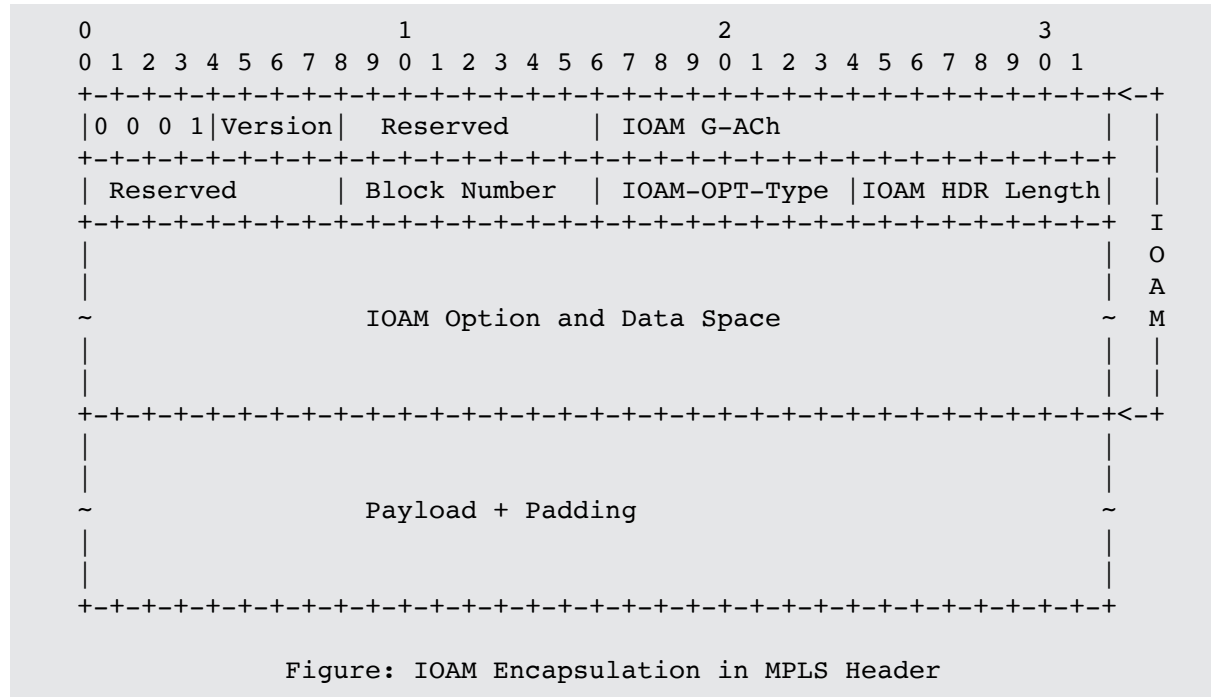 0                   1                   2                   3
0 1 2 3 4 5 6 7 8 9 0 1 2 3 4 5 6 7 8 9 0 1 2 3 4 5 6 7 8 9 0 1
+-+-+-+-+-+-+-+-+-+-+-+-+-+-+-+-+-+-+-+-+-+-+-+-+-+-+-+-+-+-+-+-+<-+
|0 0 0 1|Version|  Reserved     | IOAM G-ACh                    |  |
+-+-+-+-+-+-+-+-+-+-+-+-+-+-+-+-+-+-+-+-+-+-+-+-+-+-+-+-+-+-+-+-+  |
| Reserved      | Block Number  | IOAM-OPT-Type |IOAM HDR Length|  |
+-+-+-+-+-+-+-+-+-+-+-+-+-+-+-+-+-+-+-+-+-+-+-+-+-+-+-+-+-+-+-+-+  I
|                                                               |  O
|                                                               |  A
~                 IOAM Option and Data Space                    ~  M
|                                                               |  |
|                                                               |  |
+-+-+-+-+-+-+-+-+-+-+-+-+-+-+-+-+-+-+-+-+-+-+-+-+-+-+-+-+-+-+-+-+<-+
|                                                               |
|                                                               |
~                 Payload + Padding                             ~
|                                                               |
|                                                               |
+-+-+-+-+-+-+-+-+-+-+-+-+-+-+-+-+-+-+-+-+-+-+-+-+-+-+-+-+-+-+-+-+
Figure: IOAM Encapsulation in MPLS Header